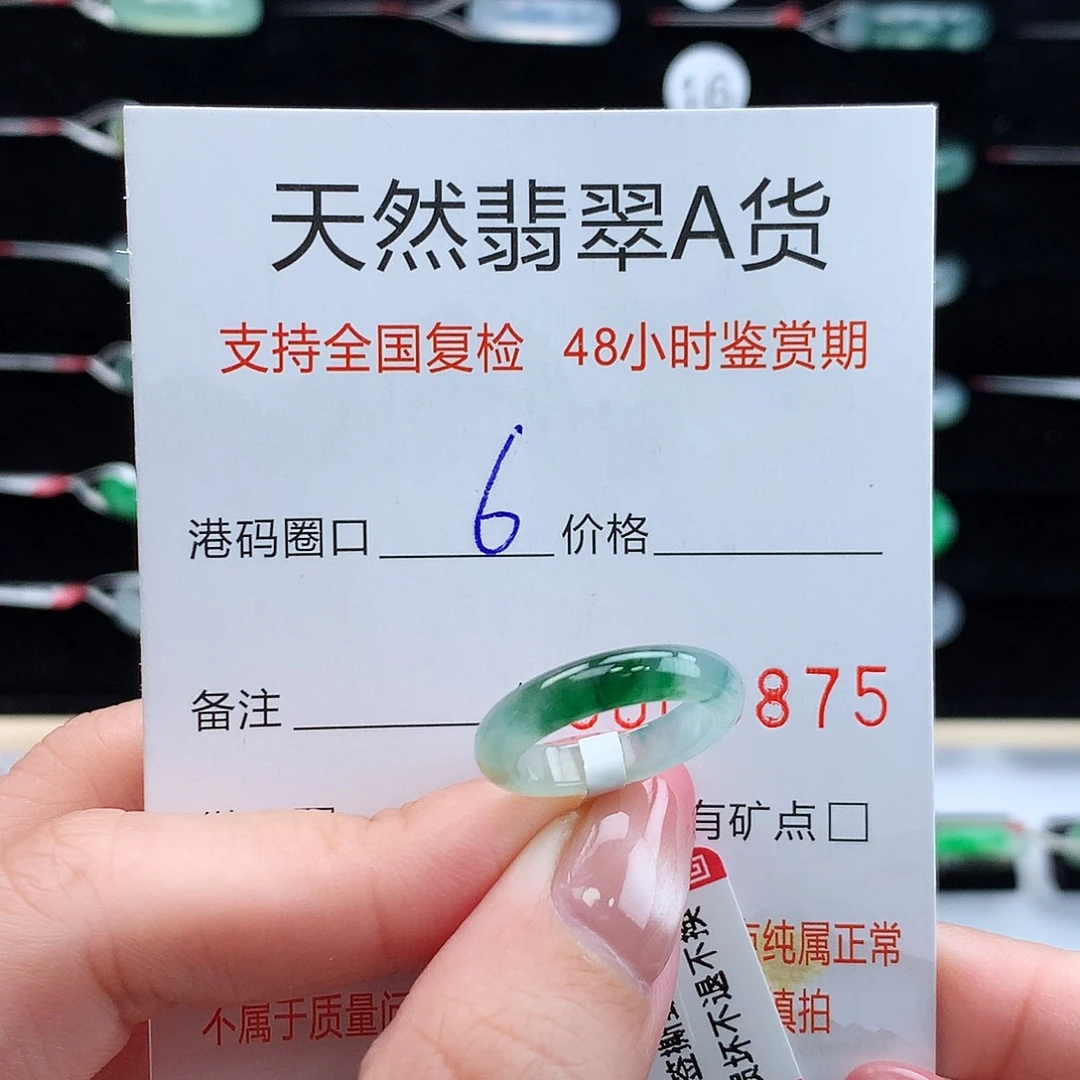 16
天然翡翠A货
支持全国复检 48小时鉴赏期
港码圈口 6 价格
备注 875
有矿点□
纯属正常
不属于质量问 慎拍
坏不退不换